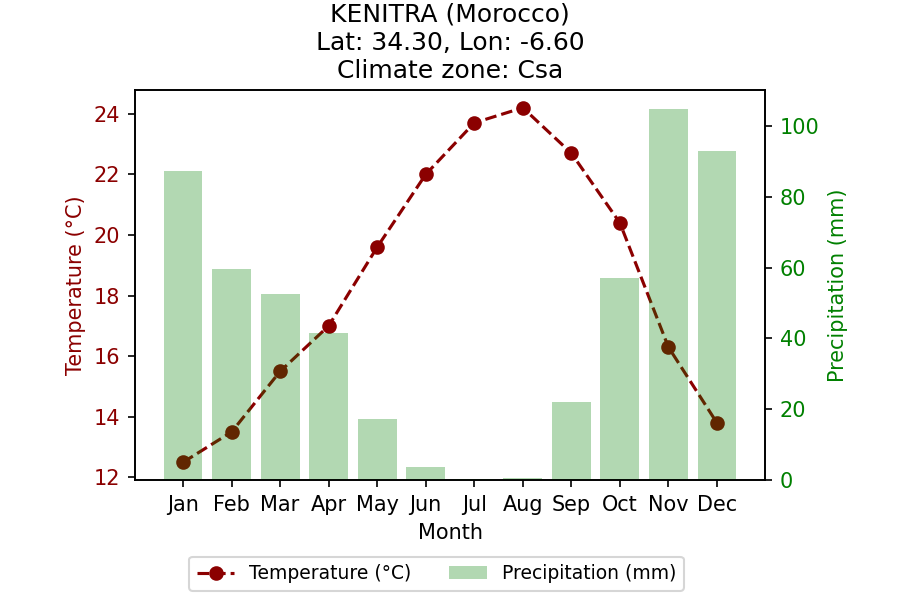 KENITRA (Morocco)
Lat: 34.30, Lon: -6.60
Climate zone: Csa
Temperature (°C)
24
22
20
18
16
14
12
Precipitation (mm)
100
80
60
40
20
0
Jan Feb Mar Apr May Jun Jul Aug Sep Oct Nov Dec
Month
Temperature (°C) Precipitation (mm)